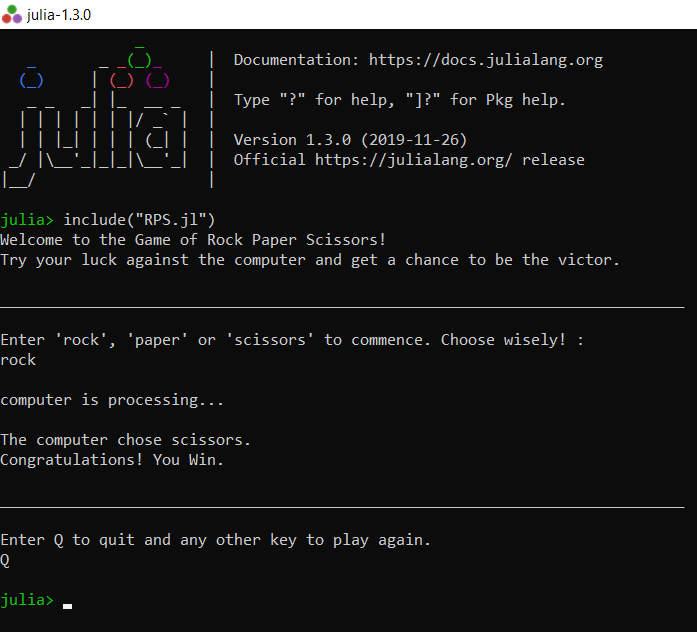 julia-1.3.0
Documentation: https://docs.julialang.org
Type "?" for help, "]?" for Pkg help.
julia
Version 1.3.0 (2019-11-26)
Official https://julialang.org/ release
julia> include("RPS.jl")
Welcome to the Game of Rock Paper Scissors!
Try your luck against the computer and get a chance to be the victor.
Enter 'rock', 'paper' or 'scissors' to commence. Choose wisely! :
rock
computer is processing...
The computer chose scissors.
Congratulations! You Win.
Enter Q to quit and any other key to play again.
Q
julia>